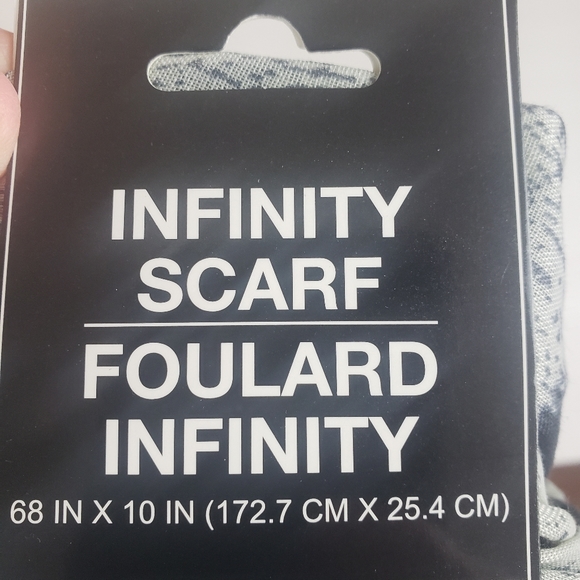 INFINITY
SCARF
FOULARD
INFINITY
68 IN X 10 IN (172.7 CM X 25.4 CM)